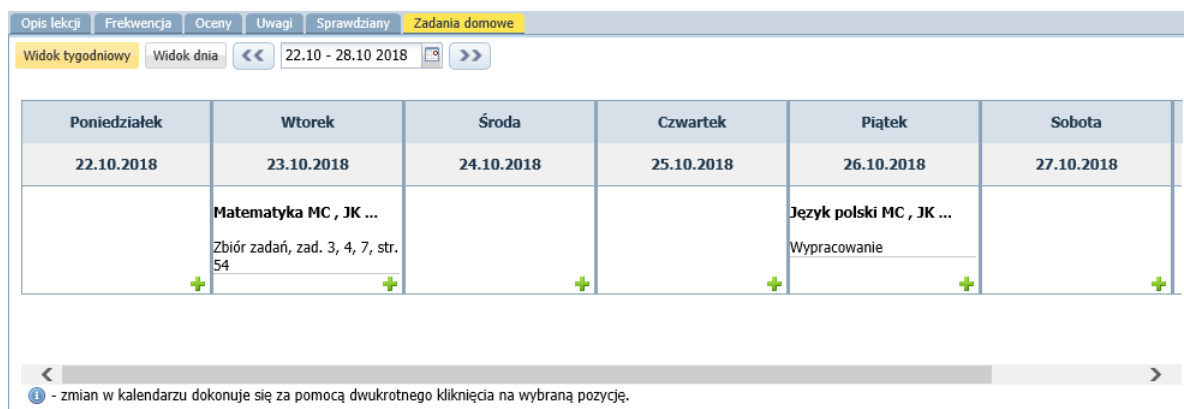 Opis lekcji Frekwencja Oceny Uwagi Sprawdziany Zadania domowe
Widok tygodniowy Widok dnia << 22.10 - 28.10 2018 >>
Poniedziałek Wtorek Środa Czwartek Piątek Sobota
22.10.2018 23.10.2018 24.10.2018 25.10.2018 26.10.2018 27.10.2018
Matematyka MC , JK ... Język polski MC , JK ...
Zbiór zadań, zad. 3, 4, 7, str. Wypracowanie
54
- zmian w kalendarzu dokonuje się za pomocą dwukrotnego kliknięcia na wybraną pozycję.